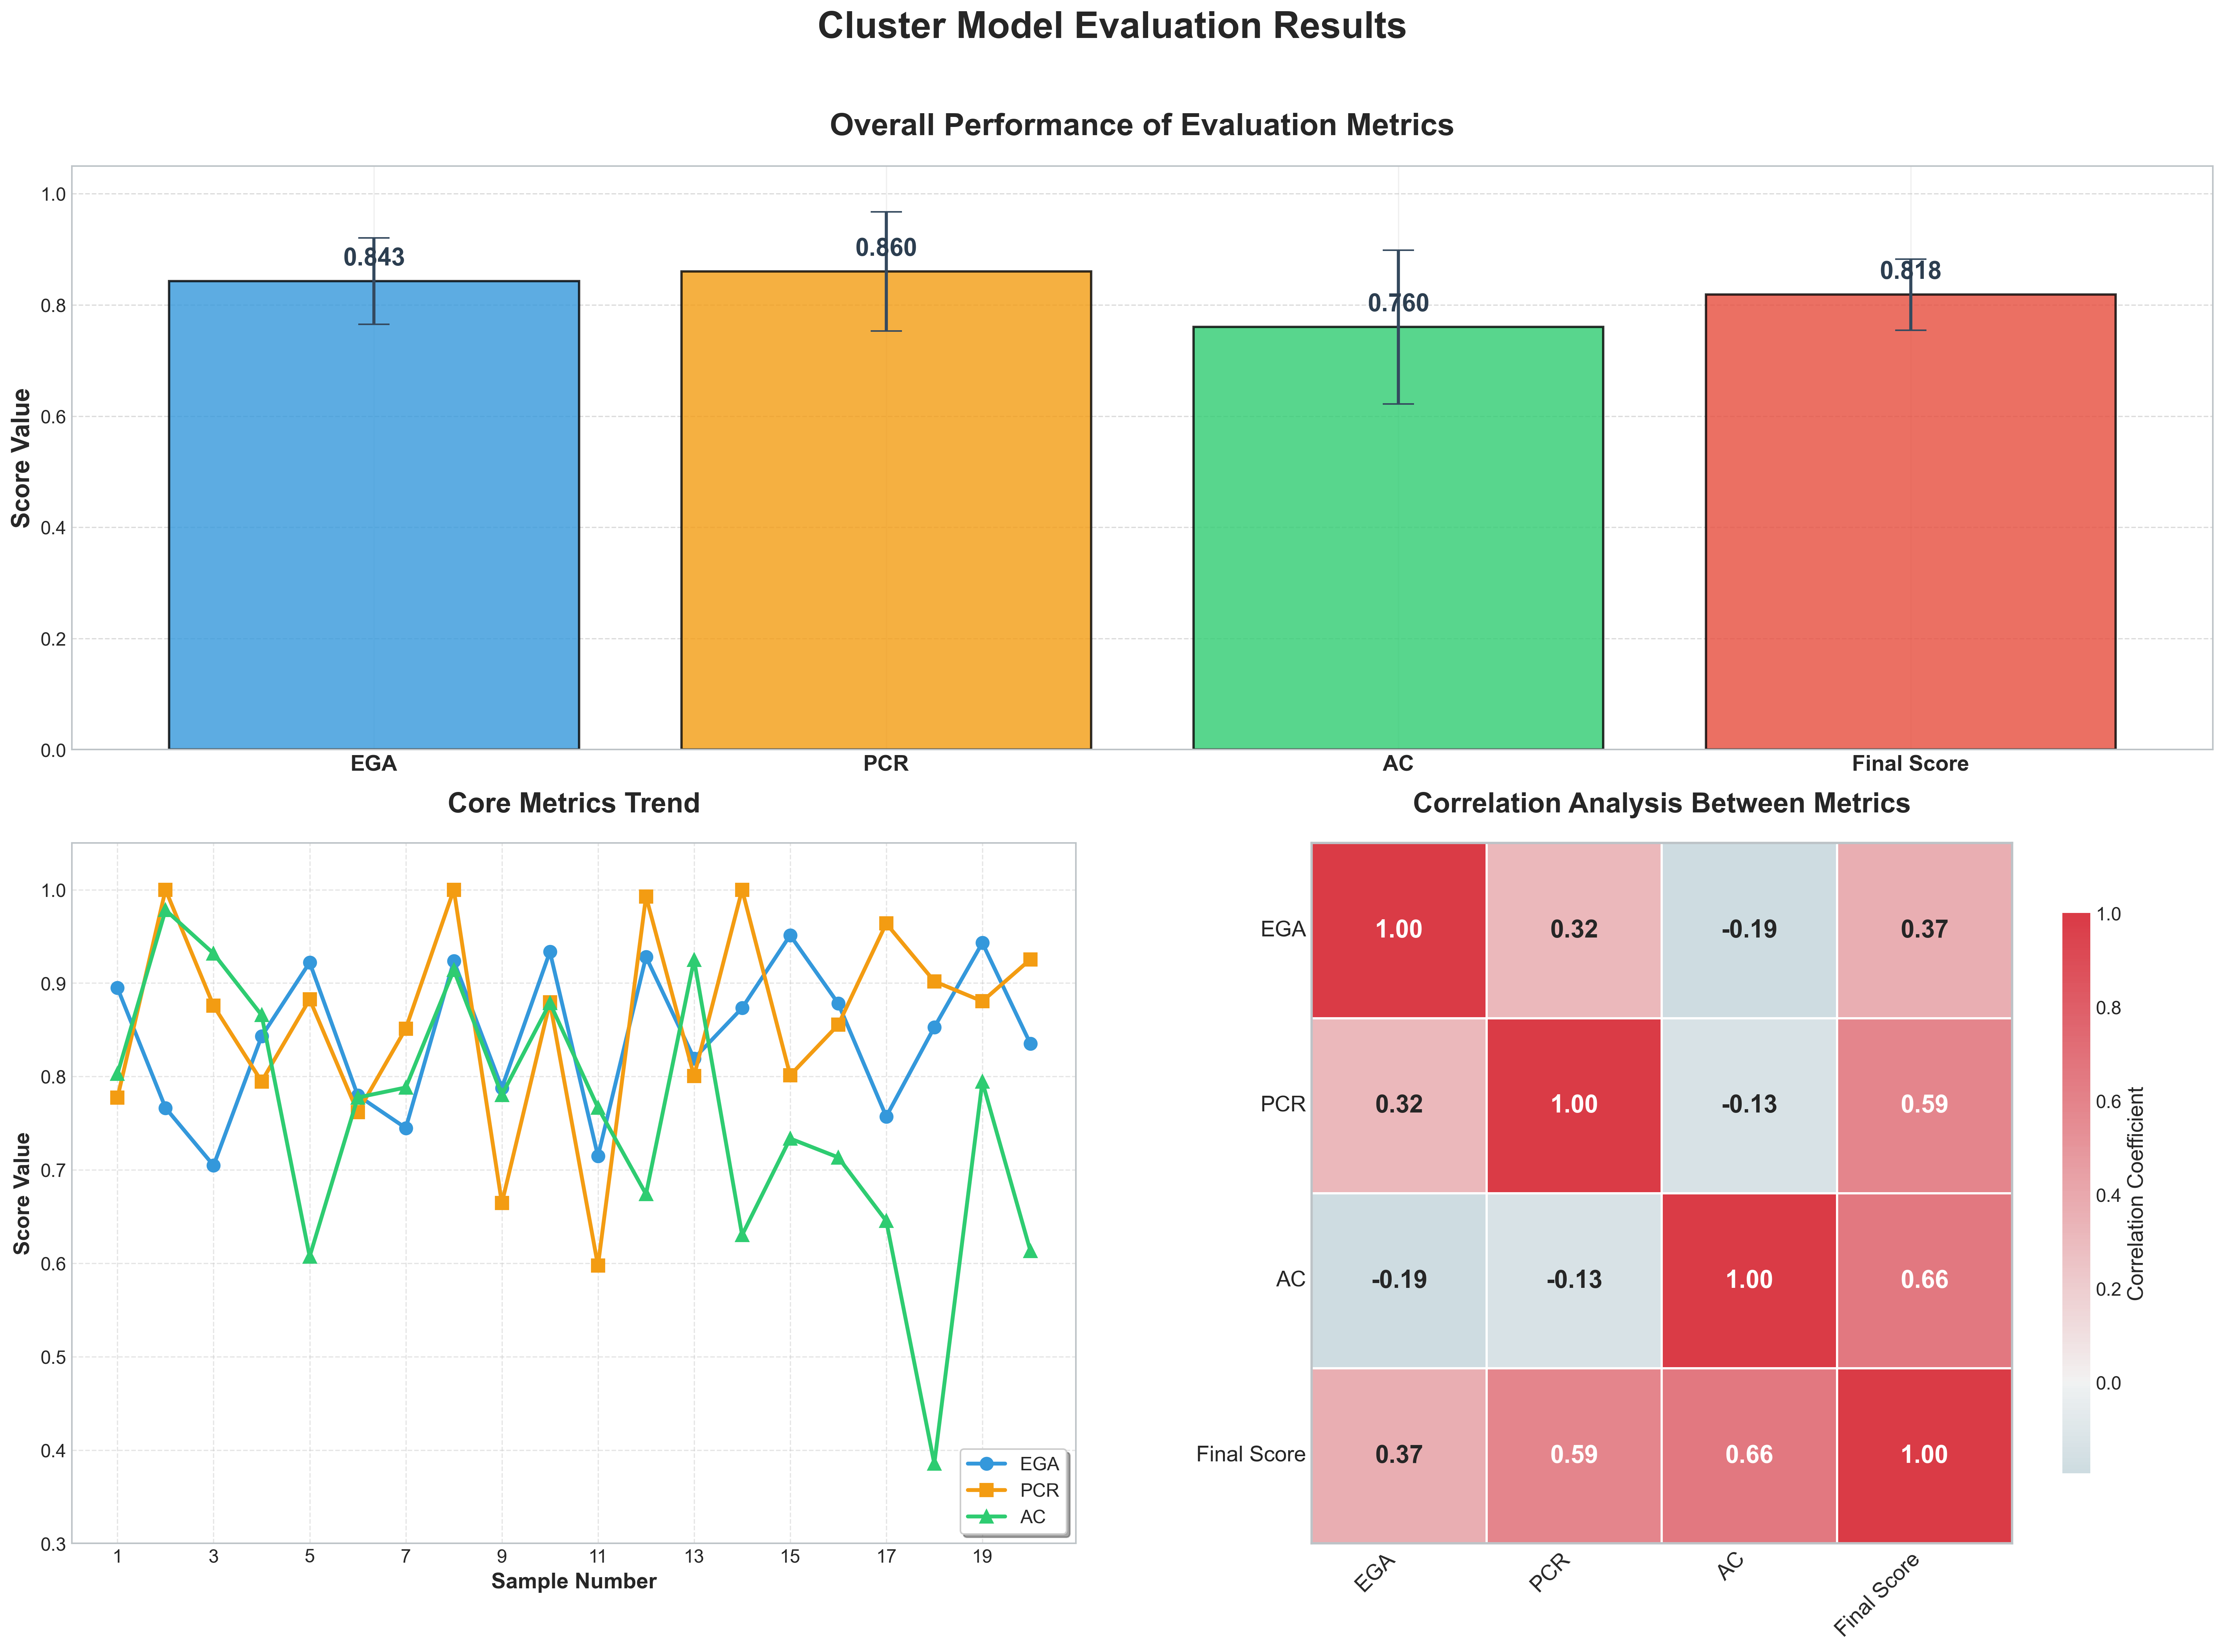 Cluster Model Evaluation Results
Overall Performance of Evaluation Metrics
Score Value
1.0
0.8
0.6
0.4
0.2
0.0
0.843
0.860
0.760
0.818
EGA
PCR
AC
Final Score
Core Metrics Trend
Score Value
1.0
0.9
0.8
0.7
0.6
0.5
0.4
0.3
1
3
5
7
9
11
13
15
17
19
Sample Number
EGA
PCR
AC
Correlation Analysis Between Metrics
EGA
1.00
0.32
-0.19
0.37
PCR
0.32
1.00
-0.13
0.59
AC
-0.19
-0.13
1.00
0.66
Final Score
0.37
0.59
0.66
1.00
EGA
PCR
AC
Final Score
1.0
0.8
0.6
0.4
0.2
0.0
Correlation Coefficient